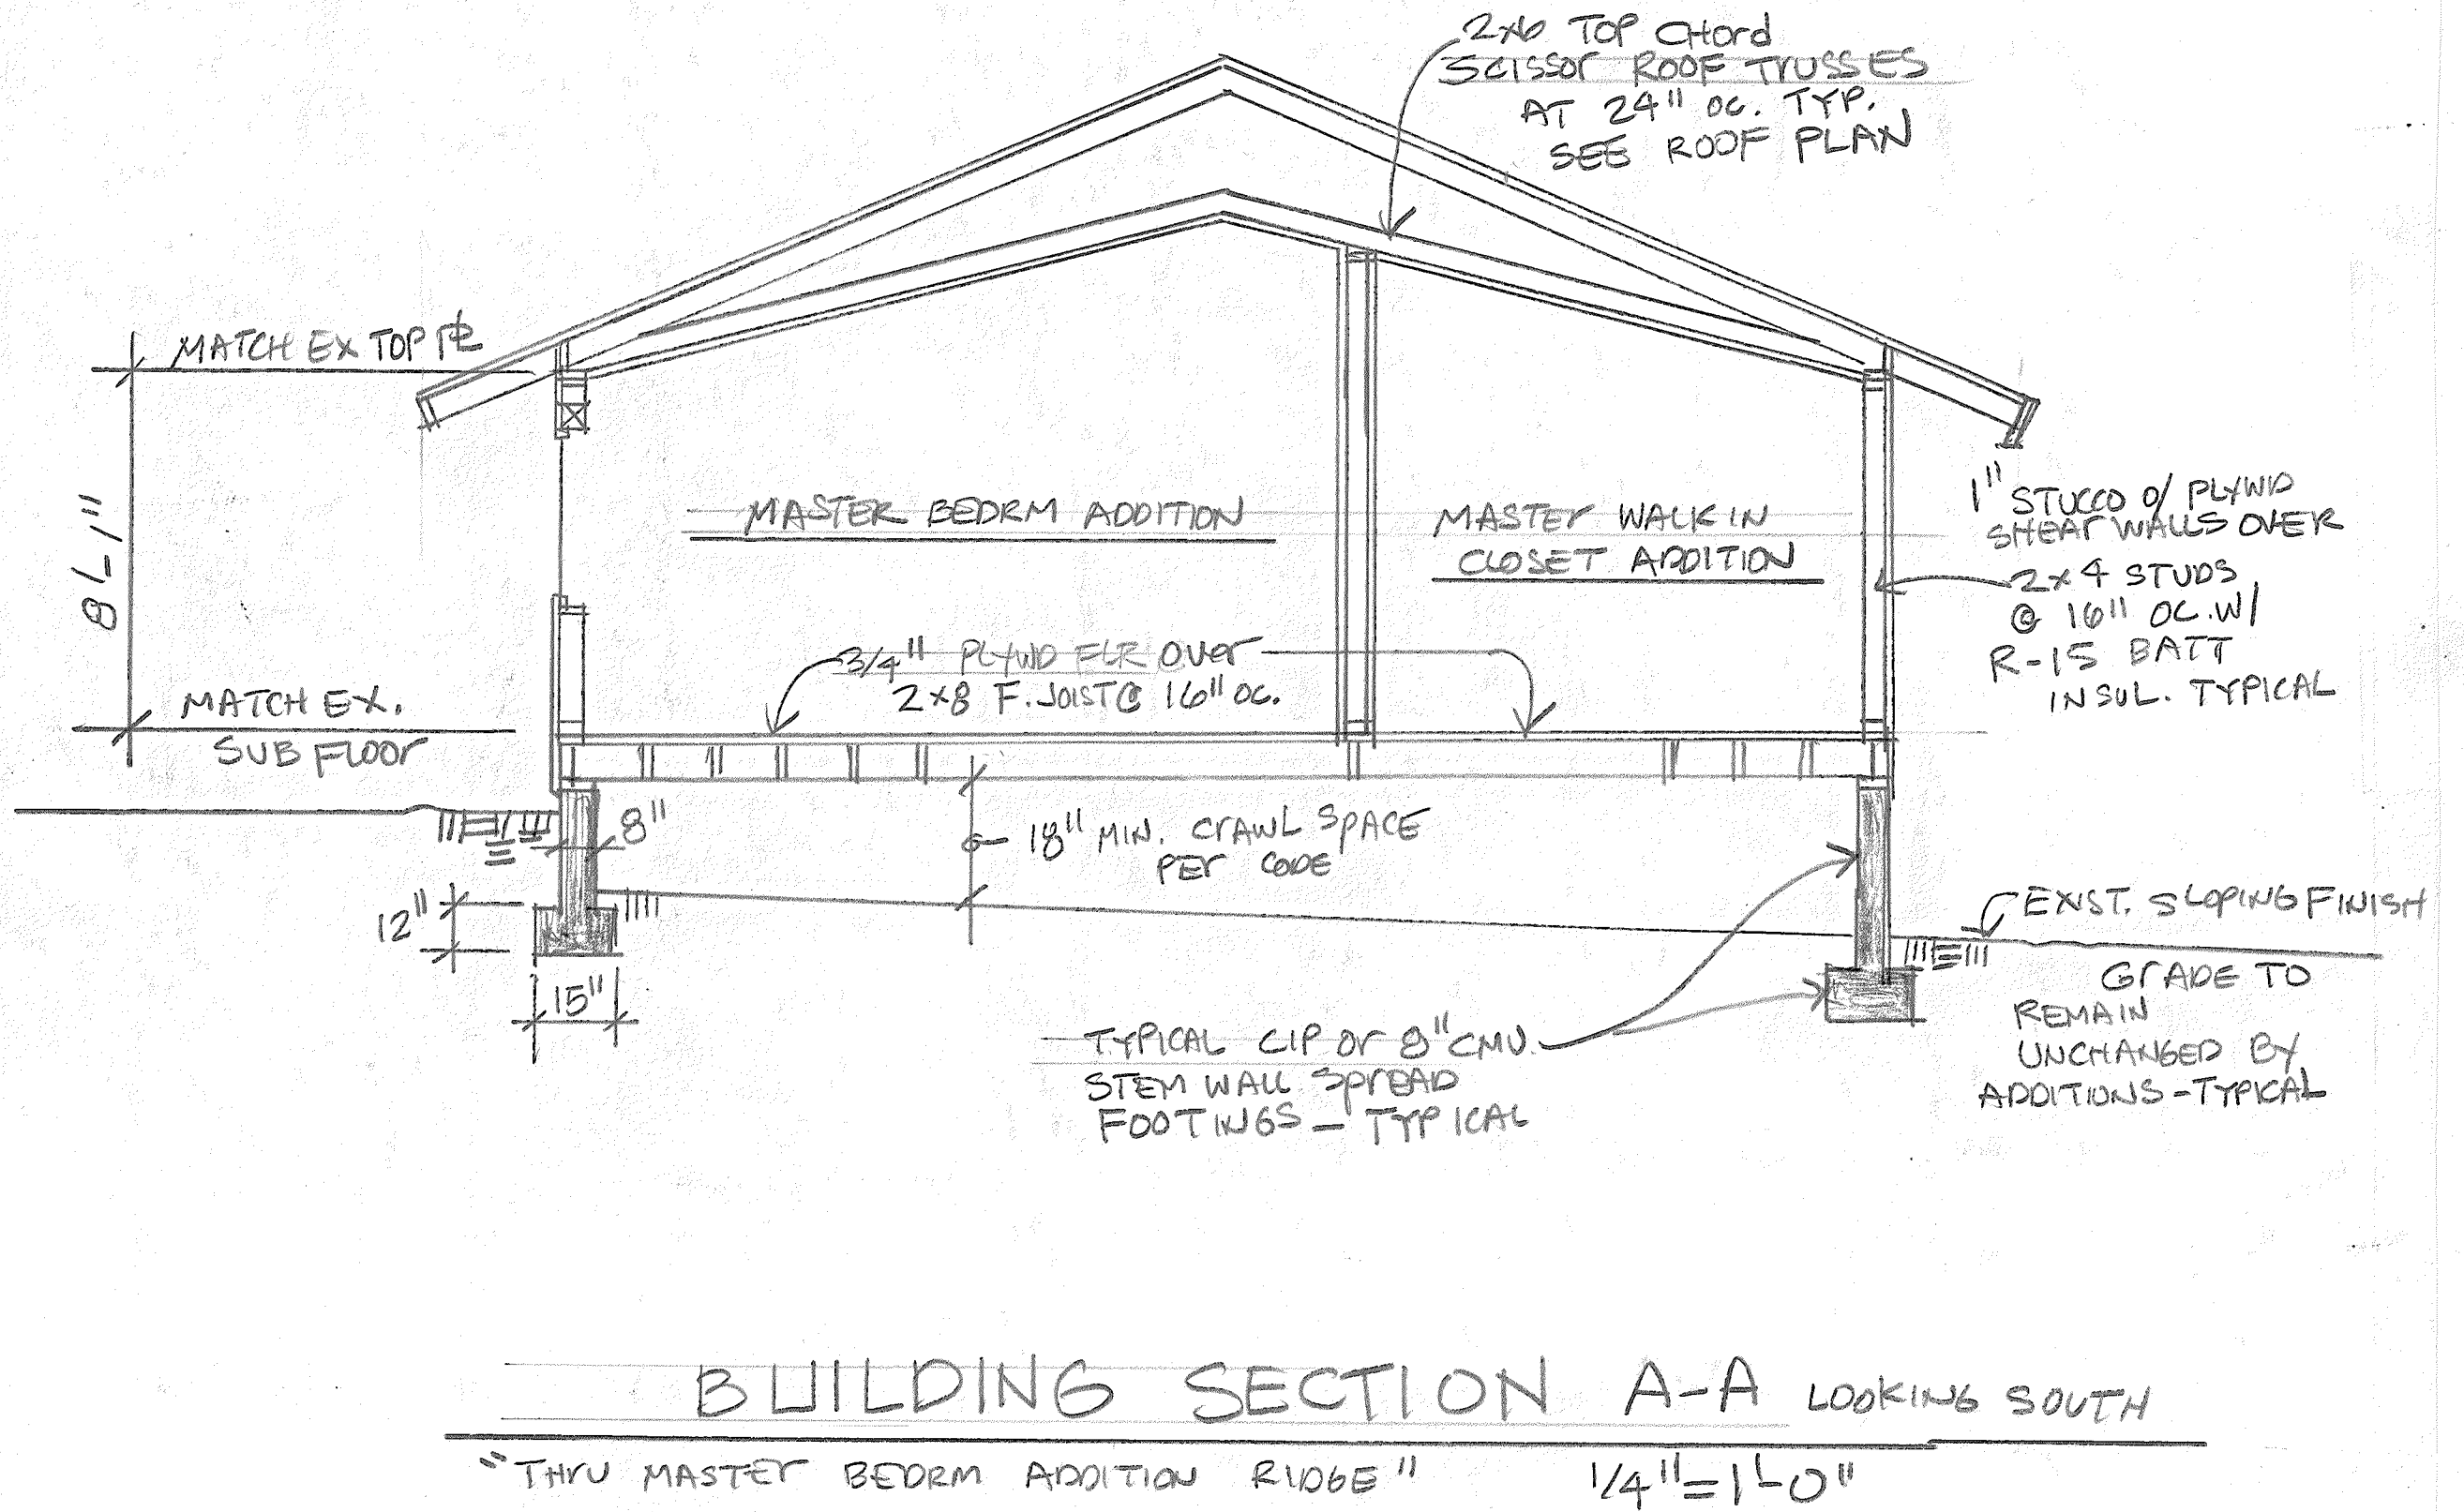 2x6 TOP CHord
SCISSOr ROOF TrUSSES
AT 24" OC. TYP.
SEE ROOF PLAN
MATCH EX TOP PL
8'-1"
MASTER BEDRM ADDITION
MASTEr WALK IN
CLOSET ADDITION
1" STUCCO O/ PLYWD
SHEAr WALLS OVER
2x4 STUDS
@ 16" OC. W/
R-15 BATT
INSUL. TYPICAL
3/4" PLYWD FLR OVer
2x8 F. JOIST@ 16" OC.
MATCH EX.
SUB FLOOr
8"
18" MIN. CrAWL SPACE
PEr CODE
12"
15"
EXIST. SLOPING FINISH
GrADE TO
REMAIN
UNCHANGED BY
ADDITIONS-TYPICAL
TYPICAL CIP Or 8" CMU.
STEM WALL SPrEAD
FOOTINGS - TYPICAL
BUILDING SECTION A-A LOOKING SOUTH
"THrU MASTEr BEDRM ADDITION RIDGE" 1/4"=1'-0"